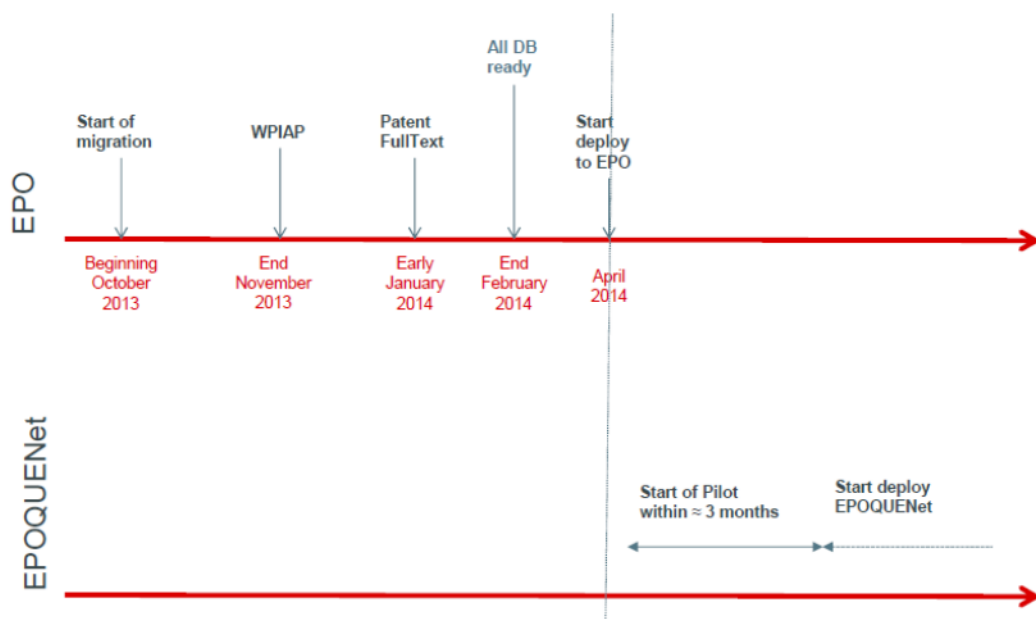 EPO
Start of
migration
WPIAP
Patent
FullText
All DB
ready
Start
deploy
to EPO
Beginning
October
2013
End
November
2013
Early
January
2014
End
February
2014
April
2014
EPOQUENet
Start of Pilot
within ≈ 3 months
Start deploy
EPOQUENet